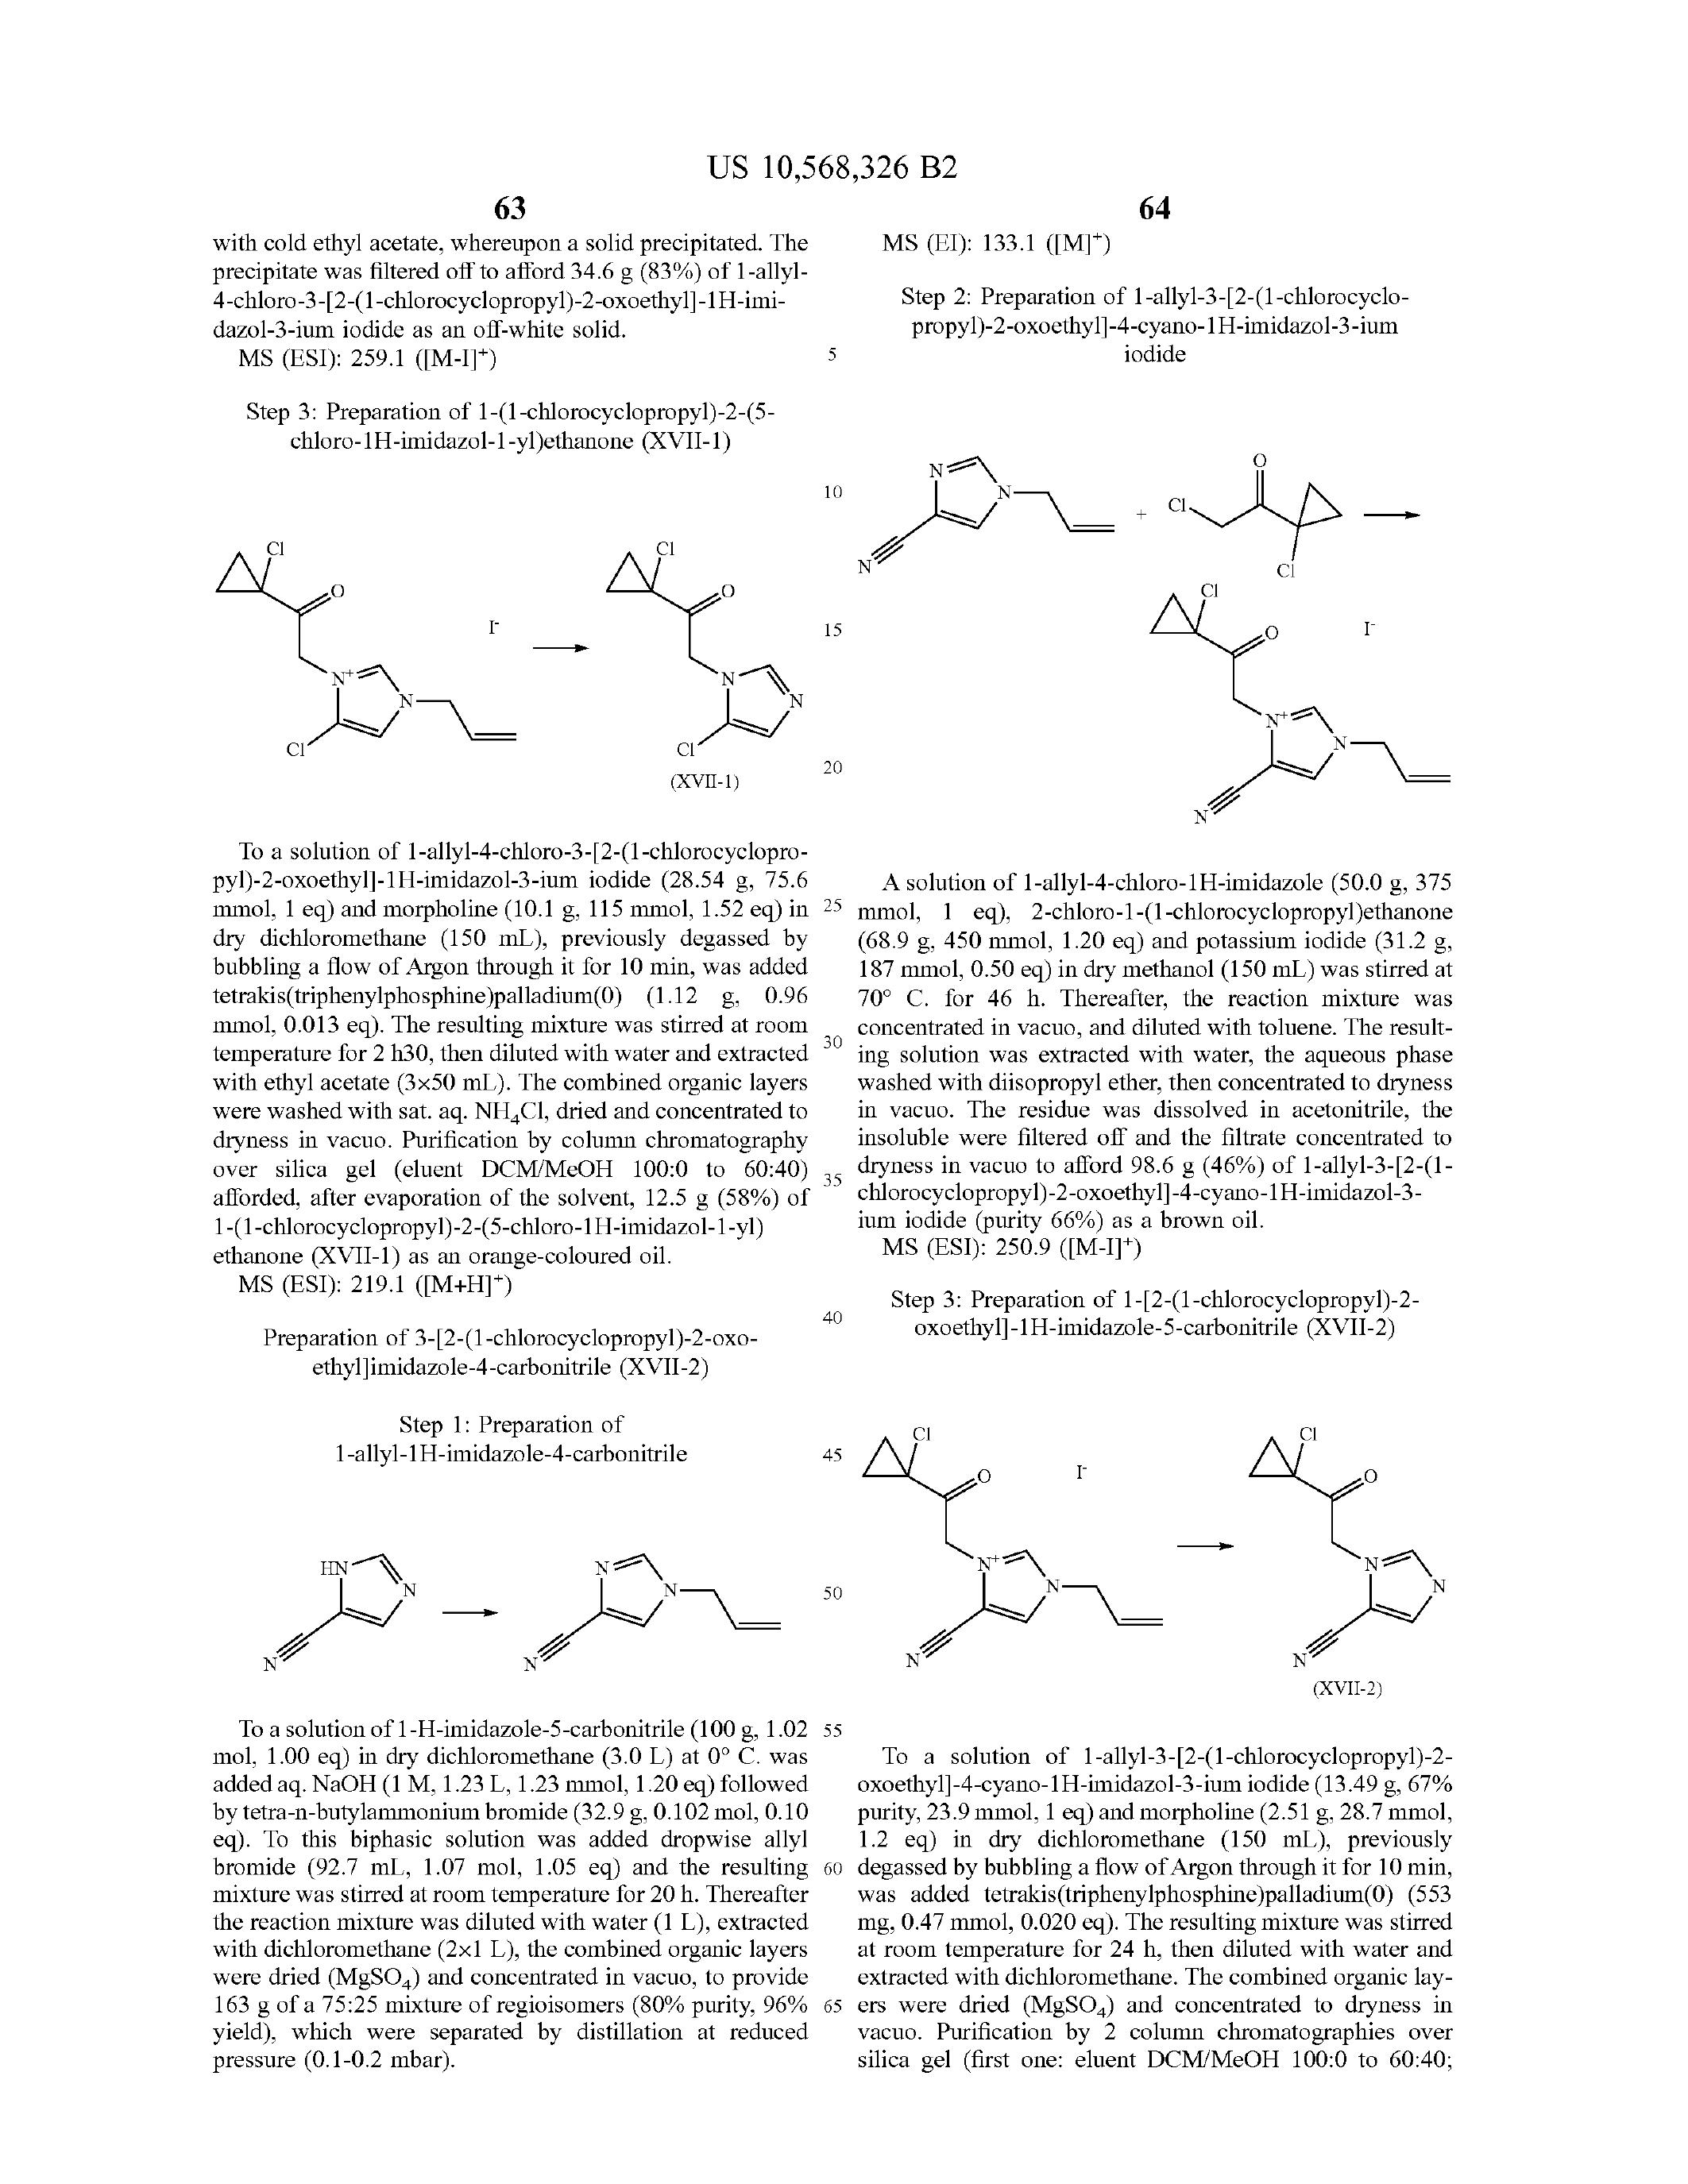 US 10,568,326 B2
63
with cold ethyl acetate, whereupon a solid precipitated. The
precipitate was filtered off to afford 34.6 g (83%) of 1-allyl-
4-chloro-3-[2-(1-chlorocyclopropyl)-2-oxoethyl]-1H-imi-
dazol-3-ium iodide as an off-white solid.
MS (ESI): 259.1 ([M-I]⁺)
Step 3: Preparation of 1-(1-chlorocyclopropyl)-2-(5-
chloro-1H-imidazol-1-yl)ethanone (XVII-1)
Cl
O
I⁻
N⁺
N
Cl
Cl
O
N
N
Cl
(XVII-1)
To a solution of 1-allyl-4-chloro-3-[2-(1-chlorocyclopro-
pyl)-2-oxoethyl]-1H-imidazol-3-ium iodide (28.54 g, 75.6
mmol, 1 eq) and morpholine (10.1 g, 115 mmol, 1.52 eq) in
dry dichloromethane (150 mL), previously degassed by
bubbling a flow of Argon through it for 10 min, was added
tetrakis(triphenylphosphine)palladium(0) (1.12 g, 0.96
mmol, 0.013 eq). The resulting mixture was stirred at room
temperature for 2 h30, then diluted with water and extracted
with ethyl acetate (3x50 mL). The combined organic layers
were washed with sat. aq. NH₄Cl, dried and concentrated to
dryness in vacuo. Purification by column chromatography
over silica gel (eluent DCM/MeOH 100:0 to 60:40)
afforded, after evaporation of the solvent, 12.5 g (58%) of
1-(1-chlorocyclopropyl)-2-(5-chloro-1H-imidazol-1-yl)
ethanone (XVII-1) as an orange-coloured oil.
MS (ESI): 219.1 ([M+H]⁺)
Preparation of 3-[2-(1-chlorocyclopropyl)-2-oxo-
ethyl]imidazole-4-carbonitrile (XVII-2)
Step 1: Preparation of
1-allyl-1H-imidazole-4-carbonitrile
HN
N
N
N
N
N
To a solution of 1-H-imidazole-5-carbonitrile (100 g, 1.02
mol, 1.00 eq) in dry dichloromethane (3.0 L) at 0° C. was
added aq. NaOH (1 M, 1.23 L, 1.23 mmol, 1.20 eq) followed
by tetra-n-butylammonium bromide (32.9 g, 0.102 mol, 0.10
eq). To this biphasic solution was added dropwise allyl
bromide (92.7 mL, 1.07 mol, 1.05 eq) and the resulting
mixture was stirred at room temperature for 20 h. Thereafter
the reaction mixture was diluted with water (1 L), extracted
with dichloromethane (2x1 L), the combined organic layers
were dried (MgSO₄) and concentrated in vacuo, to provide
163 g of a 75:25 mixture of regioisomers (80% purity, 96%
yield), which were separated by distillation at reduced
pressure (0.1-0.2 mbar).
5
10
15
20
25
30
35
40
45
50
55
60
65
64
MS (EI): 133.1 ([M]⁺)
Step 2: Preparation of 1-allyl-3-[2-(1-chlorocyclo-
propyl)-2-oxoethyl]-4-cyano-1H-imidazol-3-ium
iodide
N
N
N
+
Cl
O
Cl
Cl
O
I⁻
N⁺
N
N
A solution of 1-allyl-4-chloro-1H-imidazole (50.0 g, 375
mmol, 1 eq), 2-chloro-1-(1-chlorocyclopropyl)ethanone
(68.9 g, 450 mmol, 1.20 eq) and potassium iodide (31.2 g,
187 mmol, 0.50 eq) in dry methanol (150 mL) was stirred at
70° C. for 46 h. Thereafter, the reaction mixture was
concentrated in vacuo, and diluted with toluene. The result-
ing solution was extracted with water, the aqueous phase
washed with diisopropyl ether, then concentrated to dryness
in vacuo. The residue was dissolved in acetonitrile, the
insoluble were filtered off and the filtrate concentrated to
dryness in vacuo to afford 98.6 g (46%) of 1-allyl-3-[2-(1-
chlorocyclopropyl)-2-oxoethyl]-4-cyano-1H-imidazol-3-
ium iodide (purity 66%) as a brown oil.
MS (ESI): 250.9 ([M-I]⁺)
Step 3: Preparation of 1-[2-(1-chlorocyclopropyl)-2-
oxoethyl]-1H-imidazole-5-carbonitrile (XVII-2)
Cl
O
I⁻
N⁺
N
N
Cl
O
N
N
N
(XVII-2)
To a solution of 1-allyl-3-[2-(1-chlorocyclopropyl)-2-
oxoethyl]-4-cyano-1H-imidazol-3-ium iodide (13.49 g, 67%
purity, 23.9 mmol, 1 eq) and morpholine (2.51 g, 28.7 mmol,
1.2 eq) in dry dichloromethane (150 mL), previously
degassed by bubbling a flow of Argon through it for 10 min,
was added tetrakis(triphenylphosphine)palladium(0) (553
mg, 0.47 mmol, 0.020 eq). The resulting mixture was stirred
at room temperature for 24 h, then diluted with water and
extracted with dichloromethane. The combined organic lay-
ers were dried (MgSO₄) and concentrated to dryness in
vacuo. Purification by 2 column chromatographies over
silica gel (first one: eluent DCM/MeOH 100:0 to 60:40;